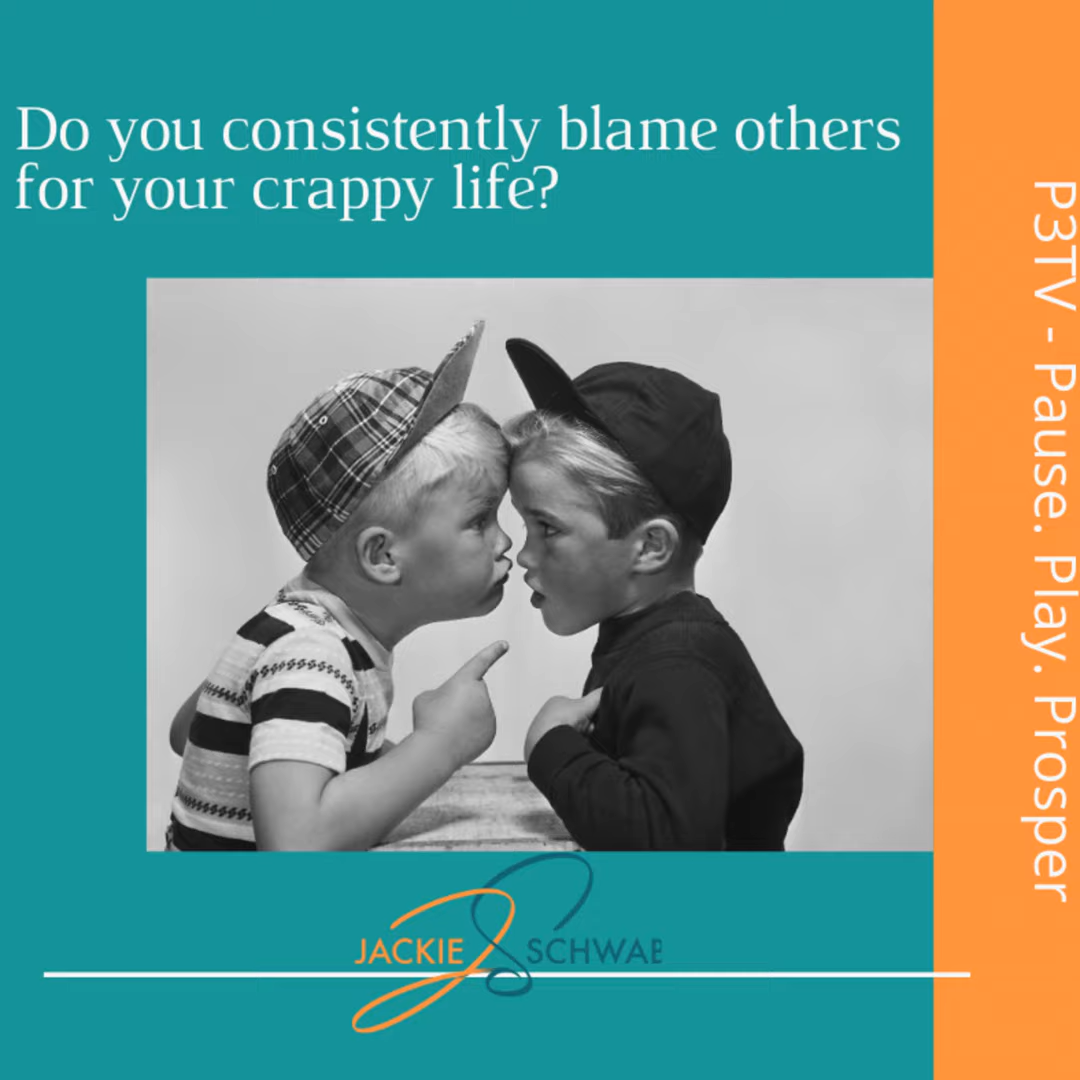 Do you consistently blame others
for your crappy life?
P3TV - Pause. Play. Prosper
JACKIE SCHWAB